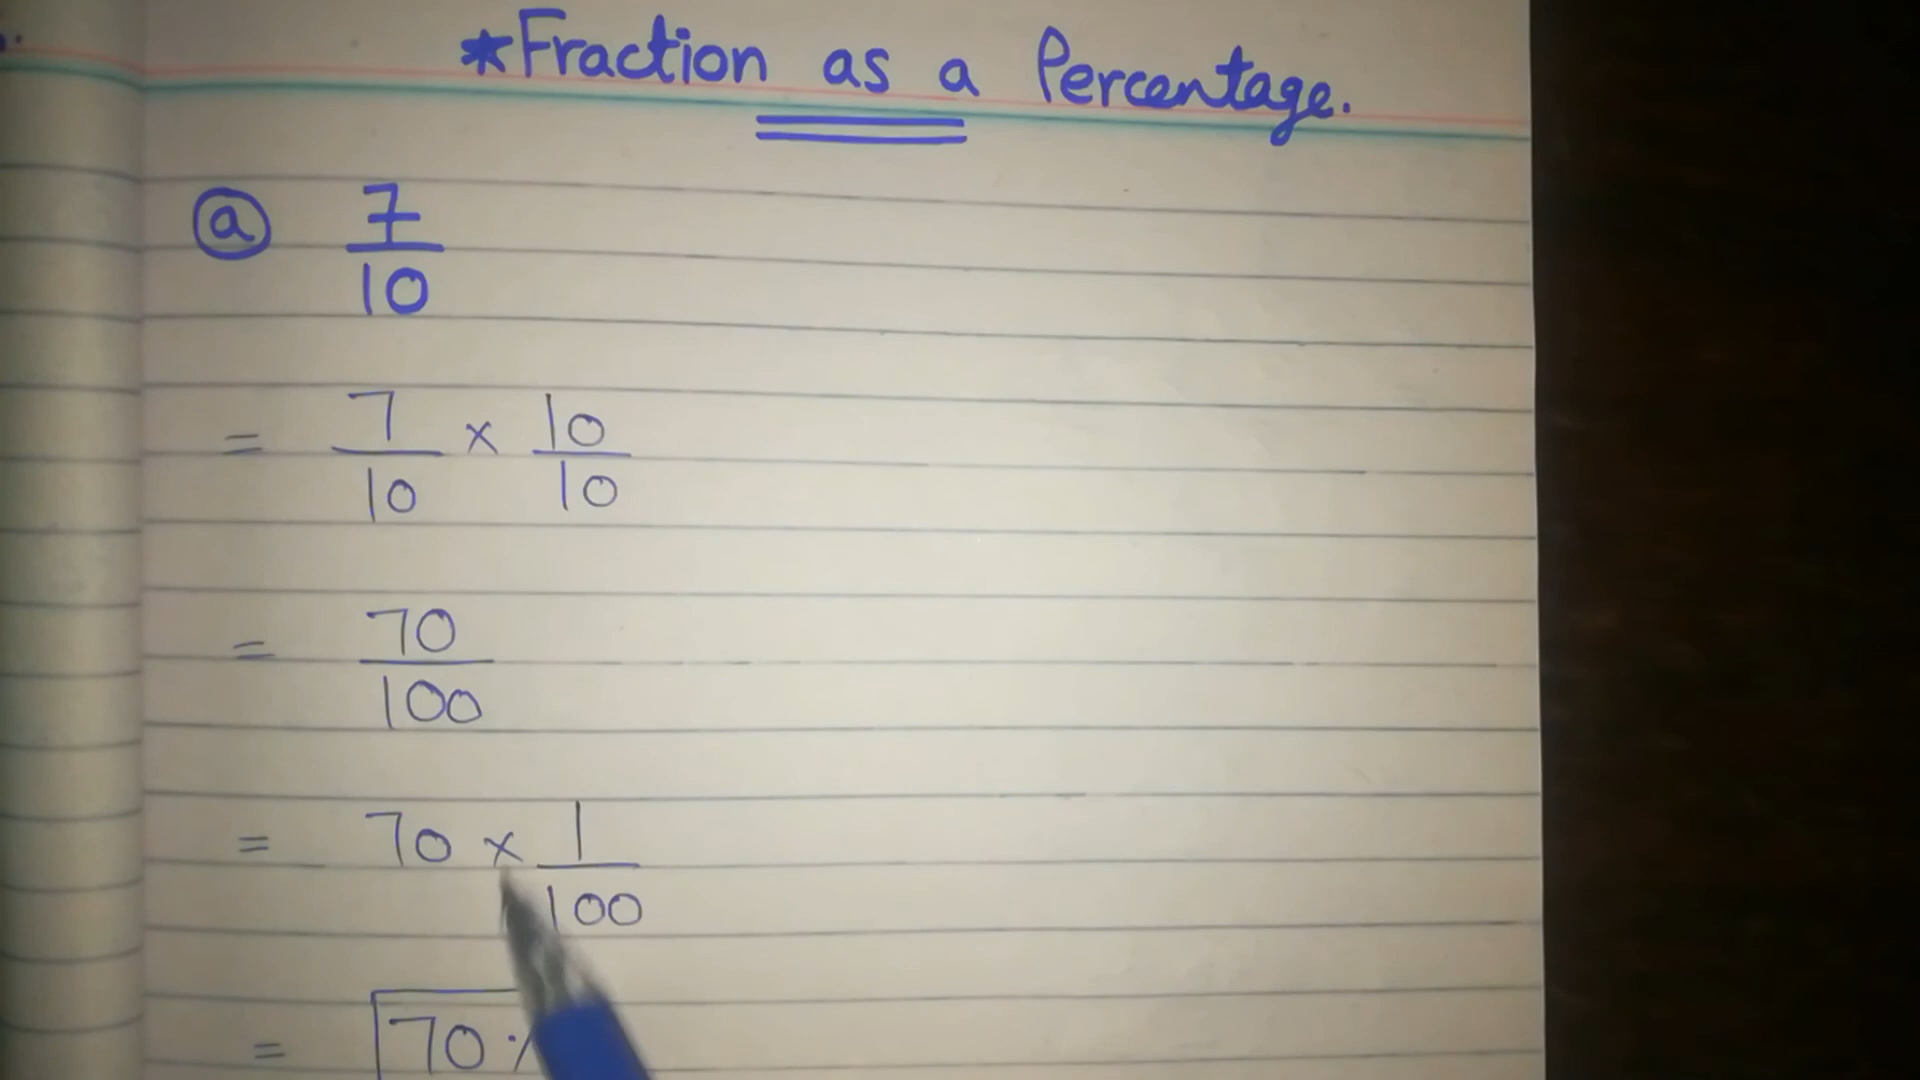 *Fraction as a Percentage.
ⓐ 7/10
= 7/10 × 10/10
= 70/100
= 70 × 1/100
= 70%